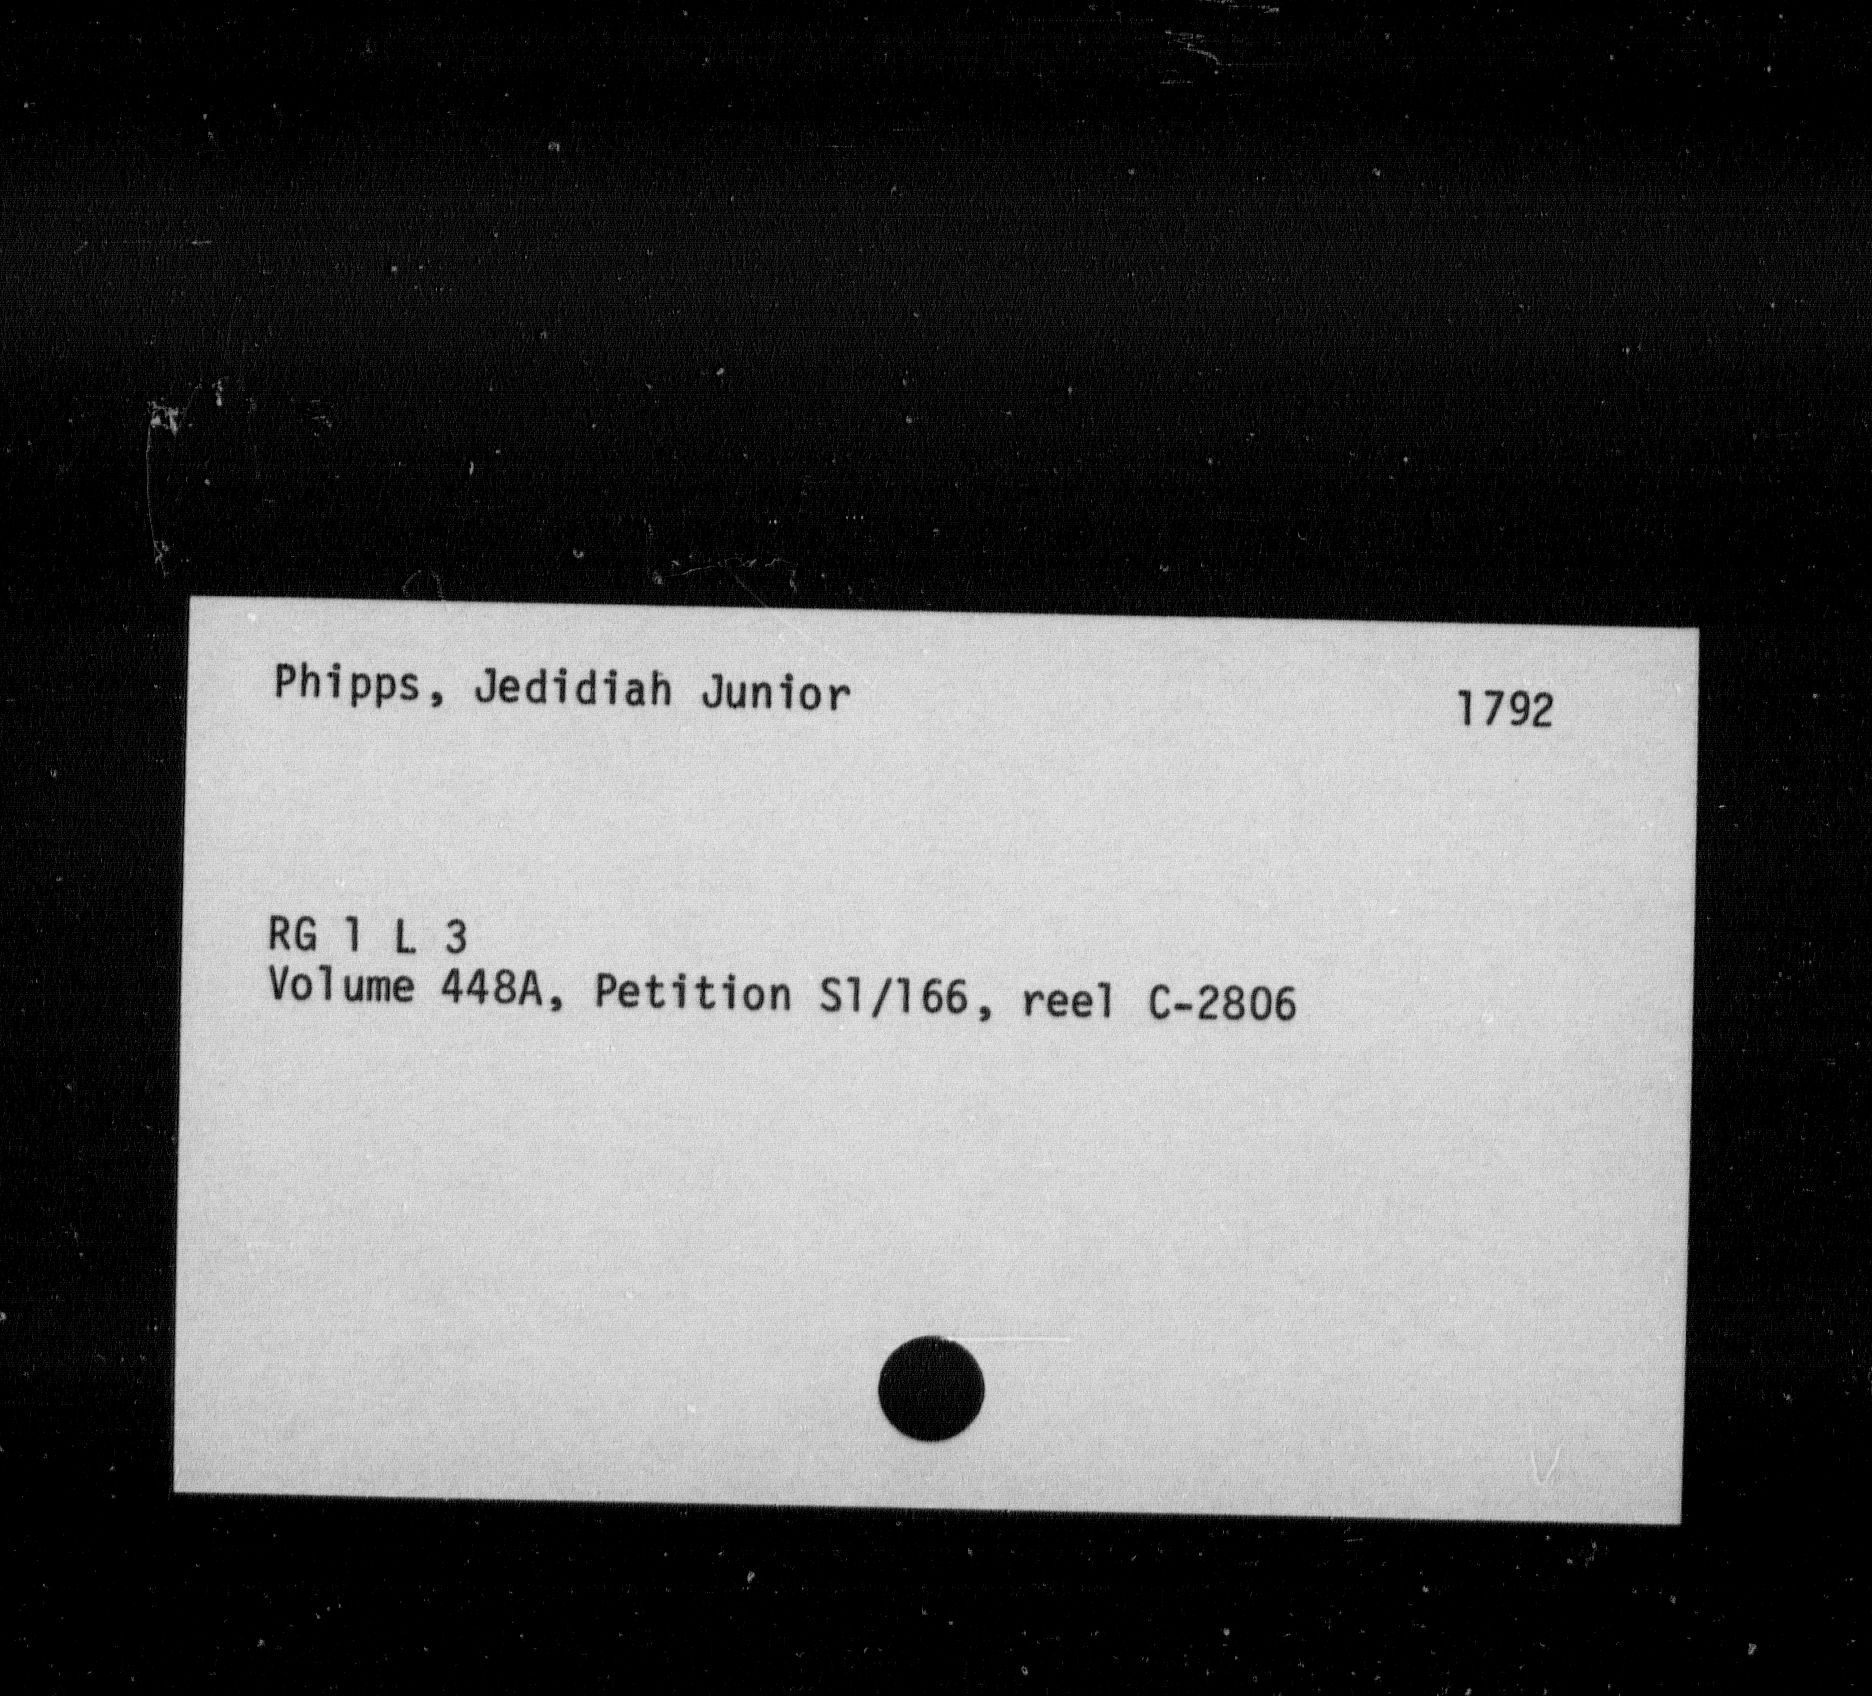 Phipps, Jedidiah Junior 1792
RG 1 L 3
Volume 448A, Petition S1/166, reel C-2806